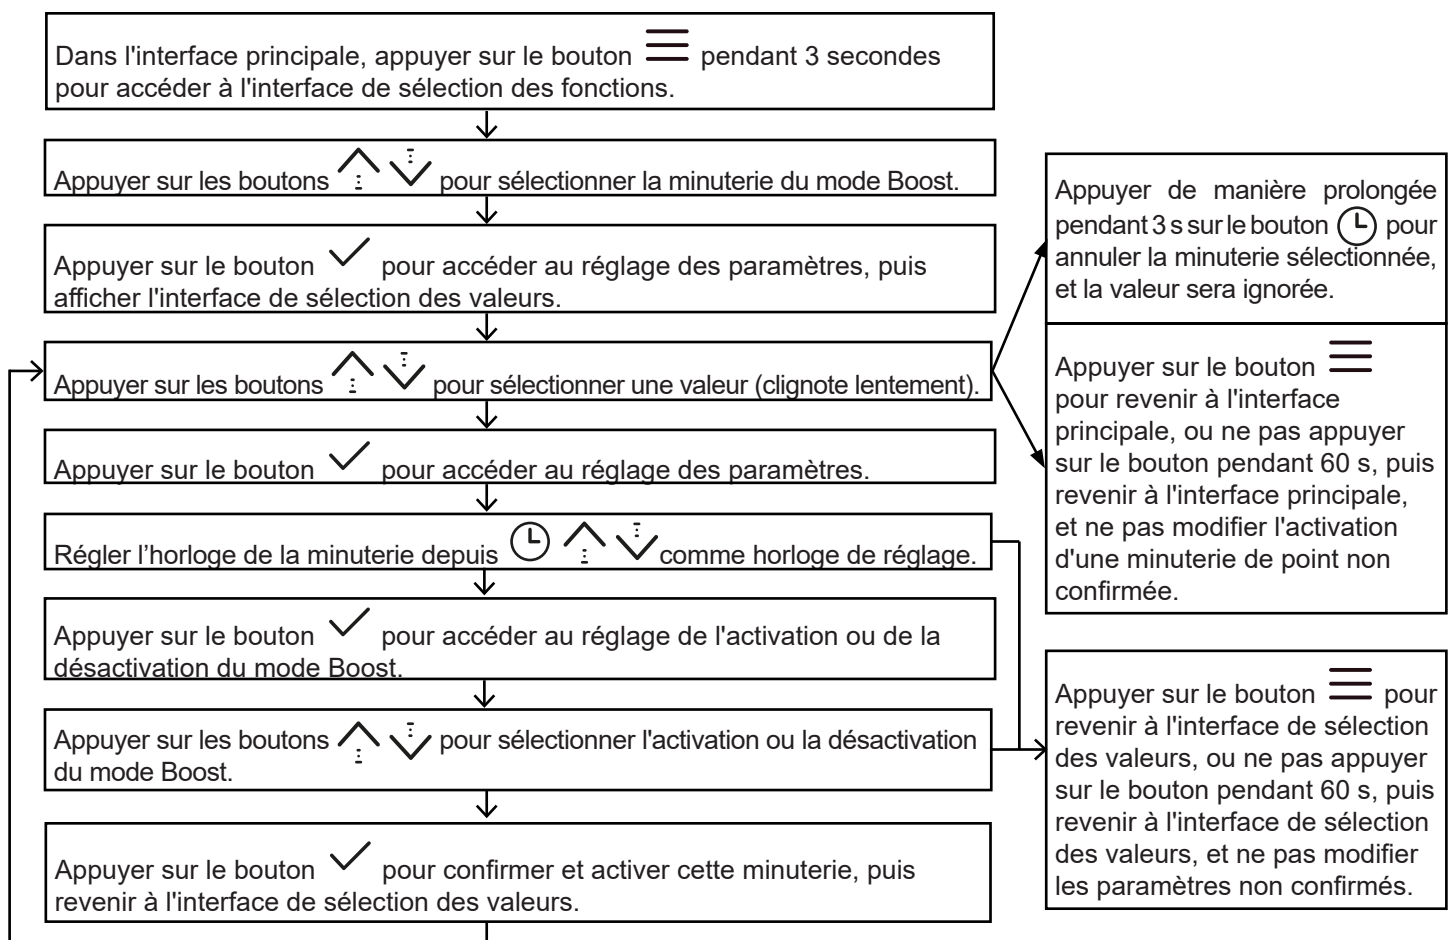 Dans l'interface principale, appuyer sur le bouton pendant 3 secondes
pour accéder à l'interface de sélection des fonctions.
Appuyer sur les boutons pour sélectionner la minuterie du mode Boost.
Appuyer sur le bouton pour accéder au réglage des paramètres, puis
afficher l'interface de sélection des valeurs.
Appuyer sur les boutons pour sélectionner une valeur (clignote lentement).
Appuyer sur le bouton pour accéder au réglage des paramètres.
Régler l’horloge de la minuterie depuis comme horloge de réglage.
Appuyer sur le bouton pour accéder au réglage de l'activation ou de la
désactivation du mode Boost.
Appuyer sur les boutons pour sélectionner l'activation ou la désactivation
du mode Boost.
Appuyer sur le bouton pour confirmer et activer cette minuterie, puis
revenir à l'interface de sélection des valeurs.
Appuyer de manière prolongée
pendant 3 s sur le bouton pour
annuler la minuterie sélectionnée,
et la valeur sera ignorée.
Appuyer sur le bouton
pour revenir à l'interface
principale, ou ne pas appuyer
sur le bouton pendant 60 s, puis
revenir à l'interface principale,
et ne pas modifier l'activation
d'une minuterie de point non
confirmée.
Appuyer sur le bouton pour
revenir à l'interface de sélection
des valeurs, ou ne pas appuyer
sur le bouton pendant 60 s, puis
revenir à l'interface de sélection
des valeurs, et ne pas modifier
les paramètres non confirmés.